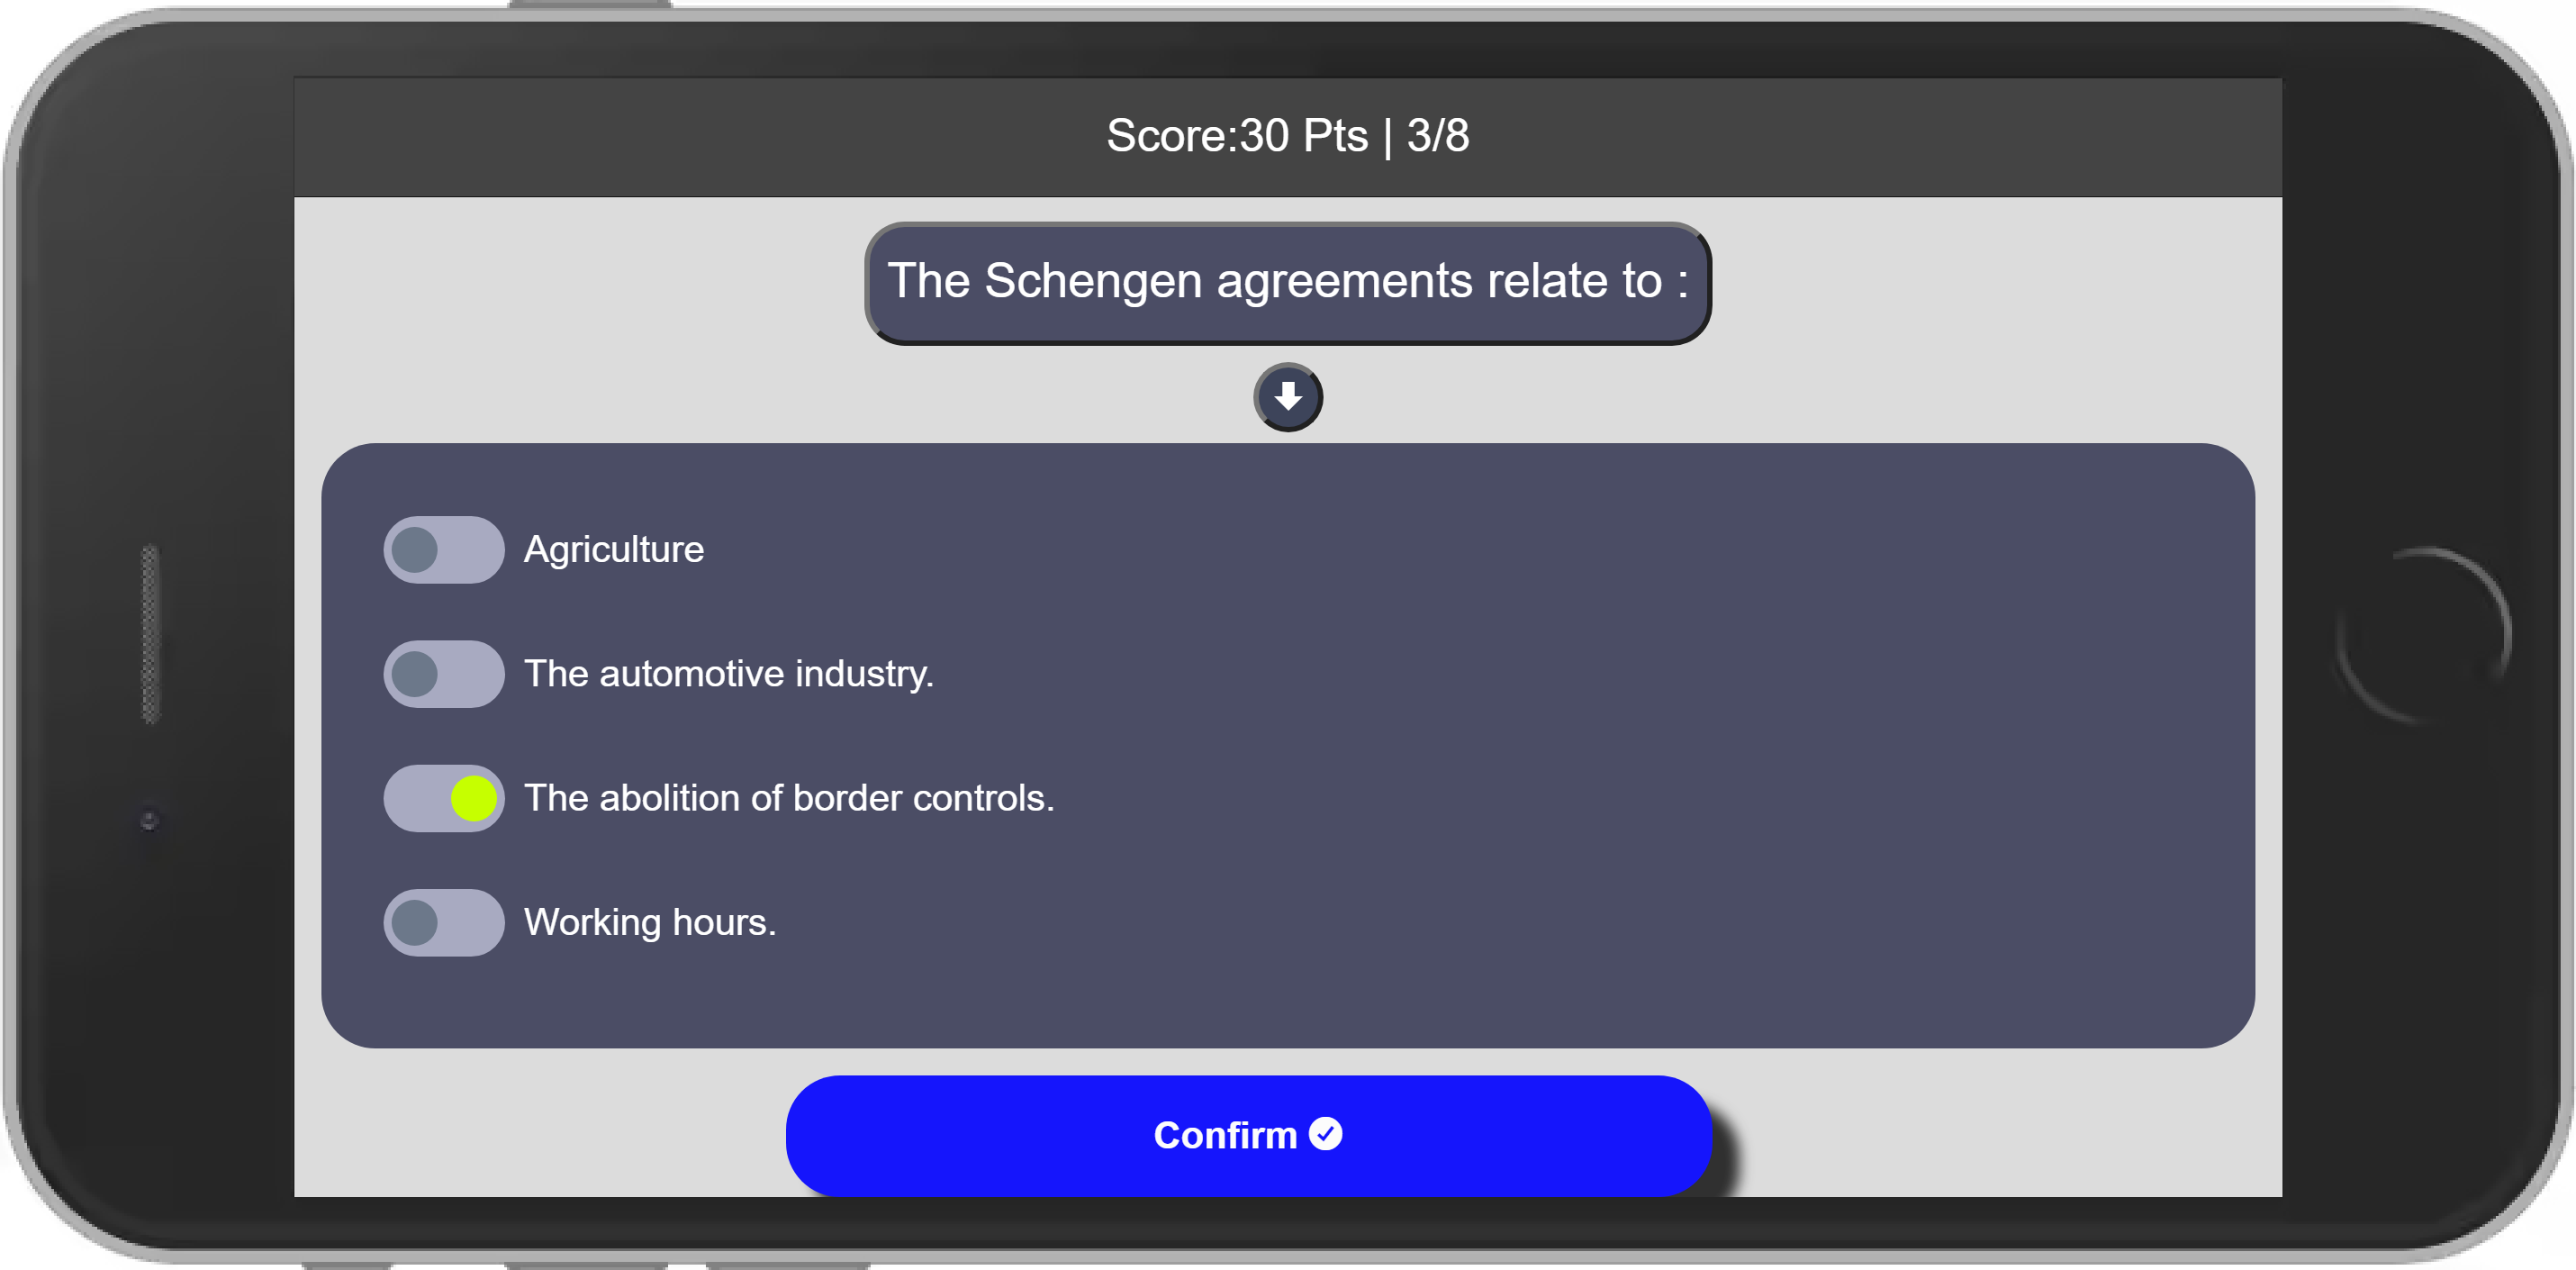 Score:30 Pts | 3/8
The Schengen agreements relate to :
Agriculture
The automotive industry.
The abolition of border controls.
Working hours.
Confirm